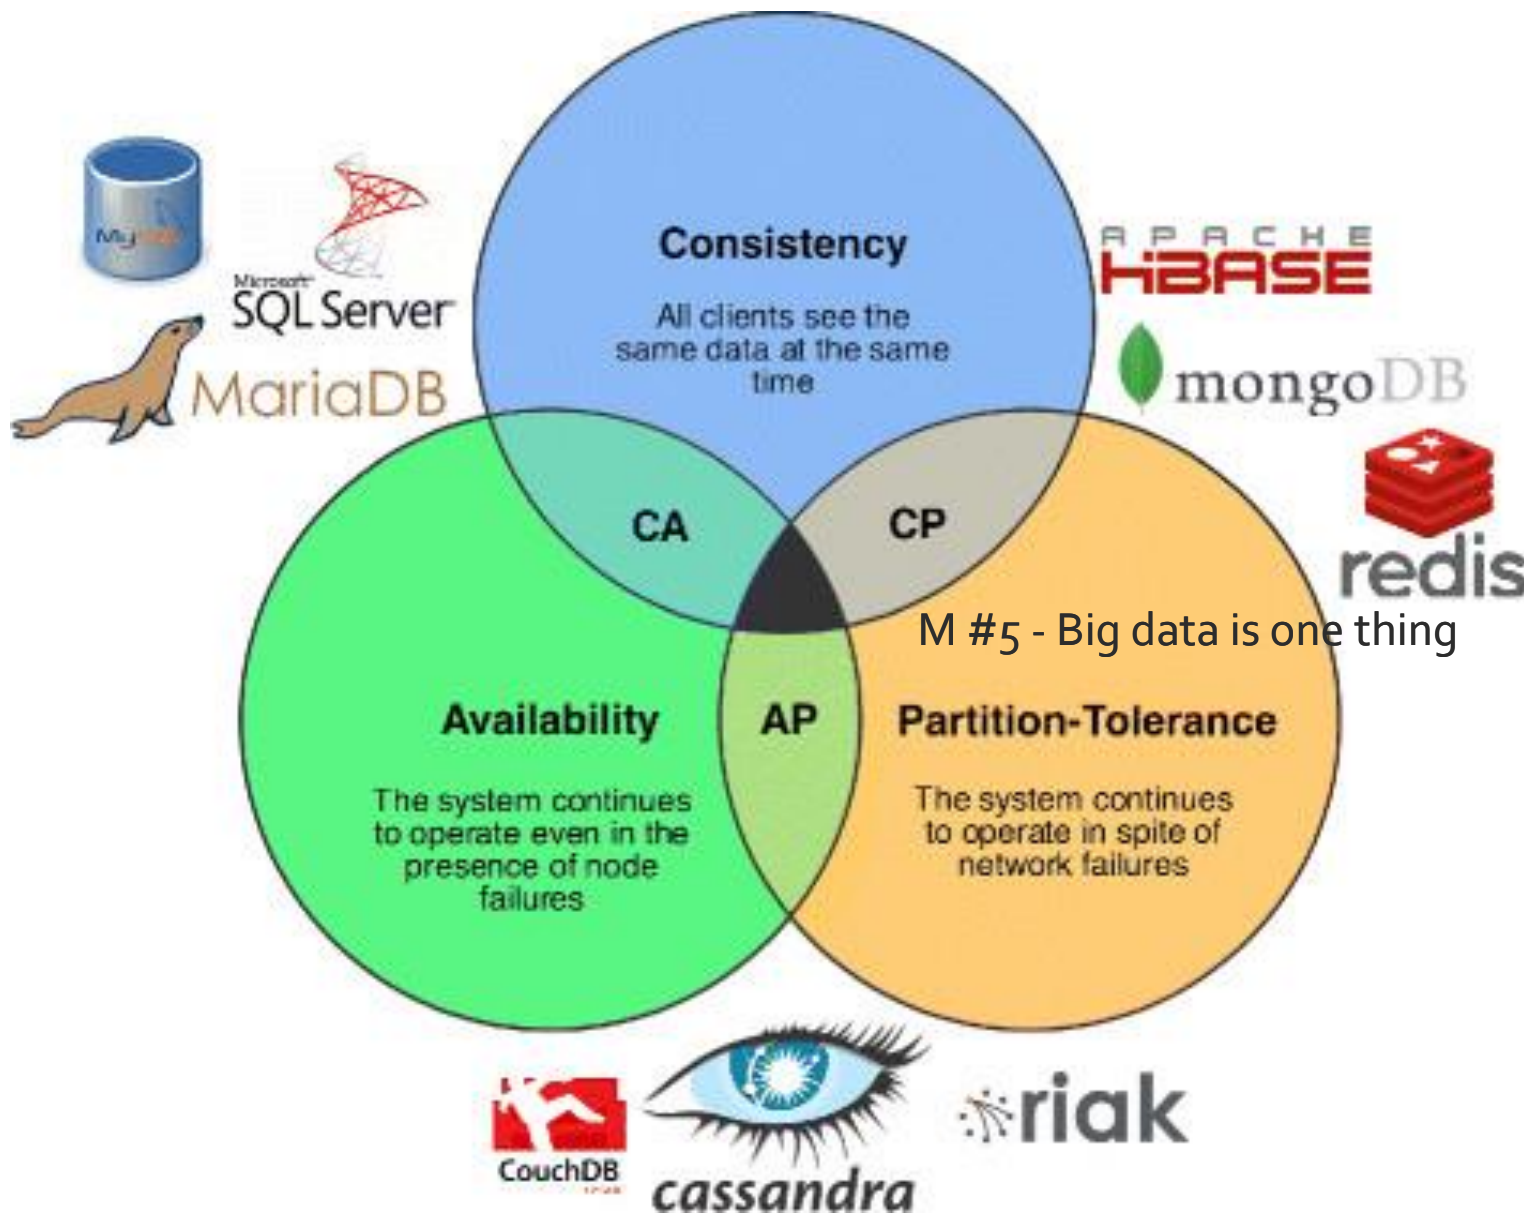 Consistency
All clients see the
same data at the same
time
MySQL
Microsoft
SQL Server
MariaDB
APACHE
HBASE
mongoDB
redis
CA
CP
M #5 - Big data is one thing
Availability
AP
Partition-Tolerance
The system continues
to operate even in the
presence of node
failures
The system continues
to operate in spite of
network failures
CouchDB
cassandra
riak